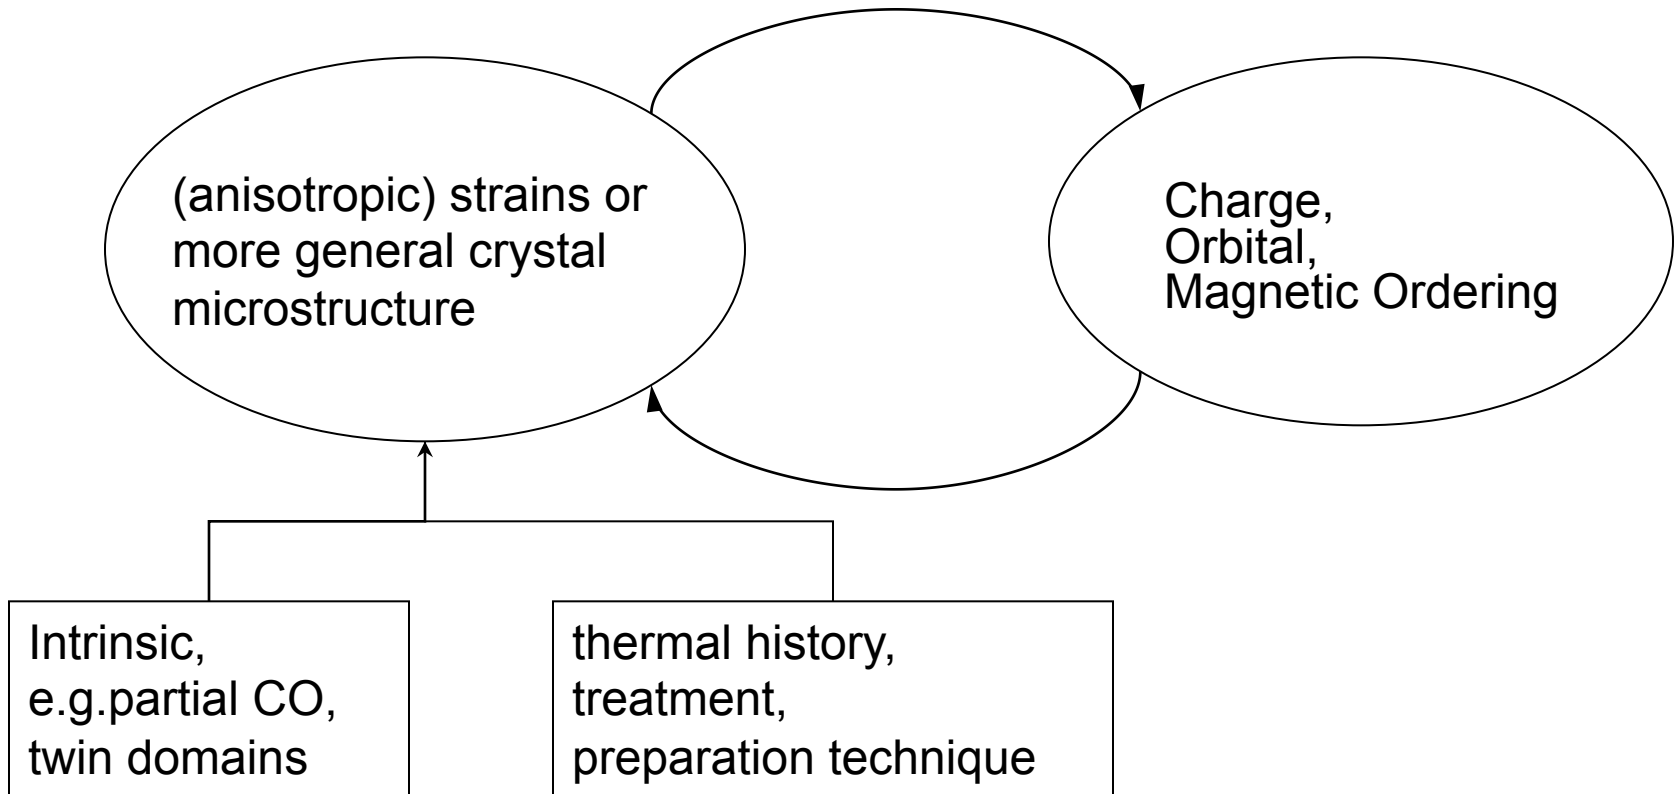 (anisotropic) strains or
more general crystal
microstructure
Charge,
Orbital,
Magnetic Ordering
Intrinsic,
e.g.partial CO,
twin domains
thermal history,
treatment,
preparation technique